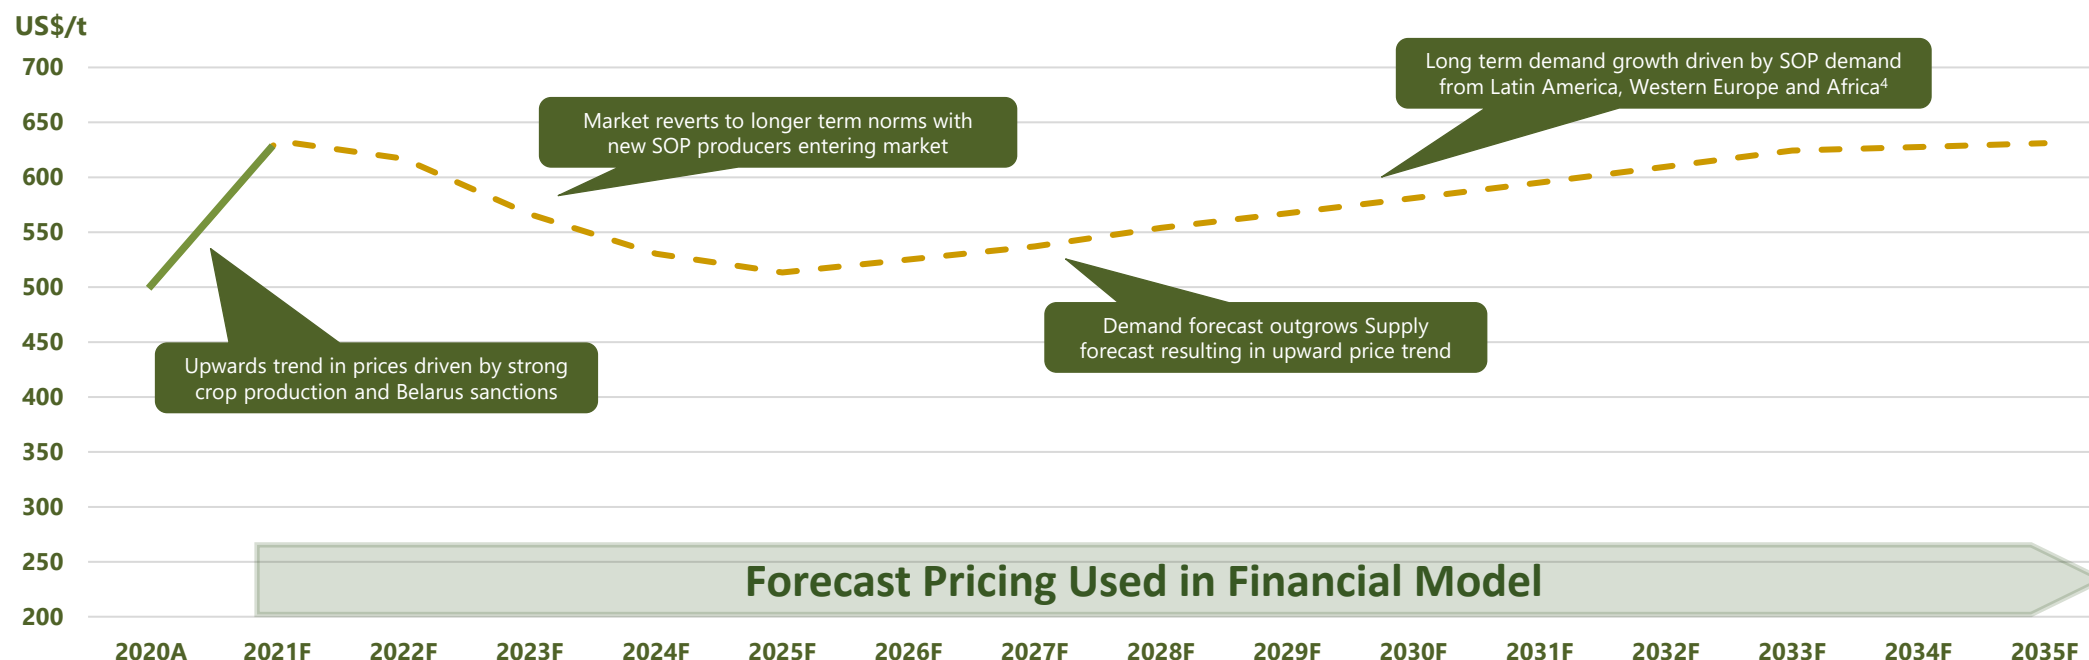 US$/t
700
650
600
550
500
450
400
350
300
250
200
Long term demand growth driven by SOP demand
from Latin America, Western Europe and Africa⁴
Market reverts to longer term norms with
new SOP producers entering market
Demand forecast outgrows Supply
forecast resulting in upward price trend
Upwards trend in prices driven by strong
crop production and Belarus sanctions
Forecast Pricing Used in Financial Model
2020A 2021F 2022F 2023F 2024F 2025F 2026F 2027F 2028F 2029F 2030F 2031F 2032F 2033F 2034F 2035F